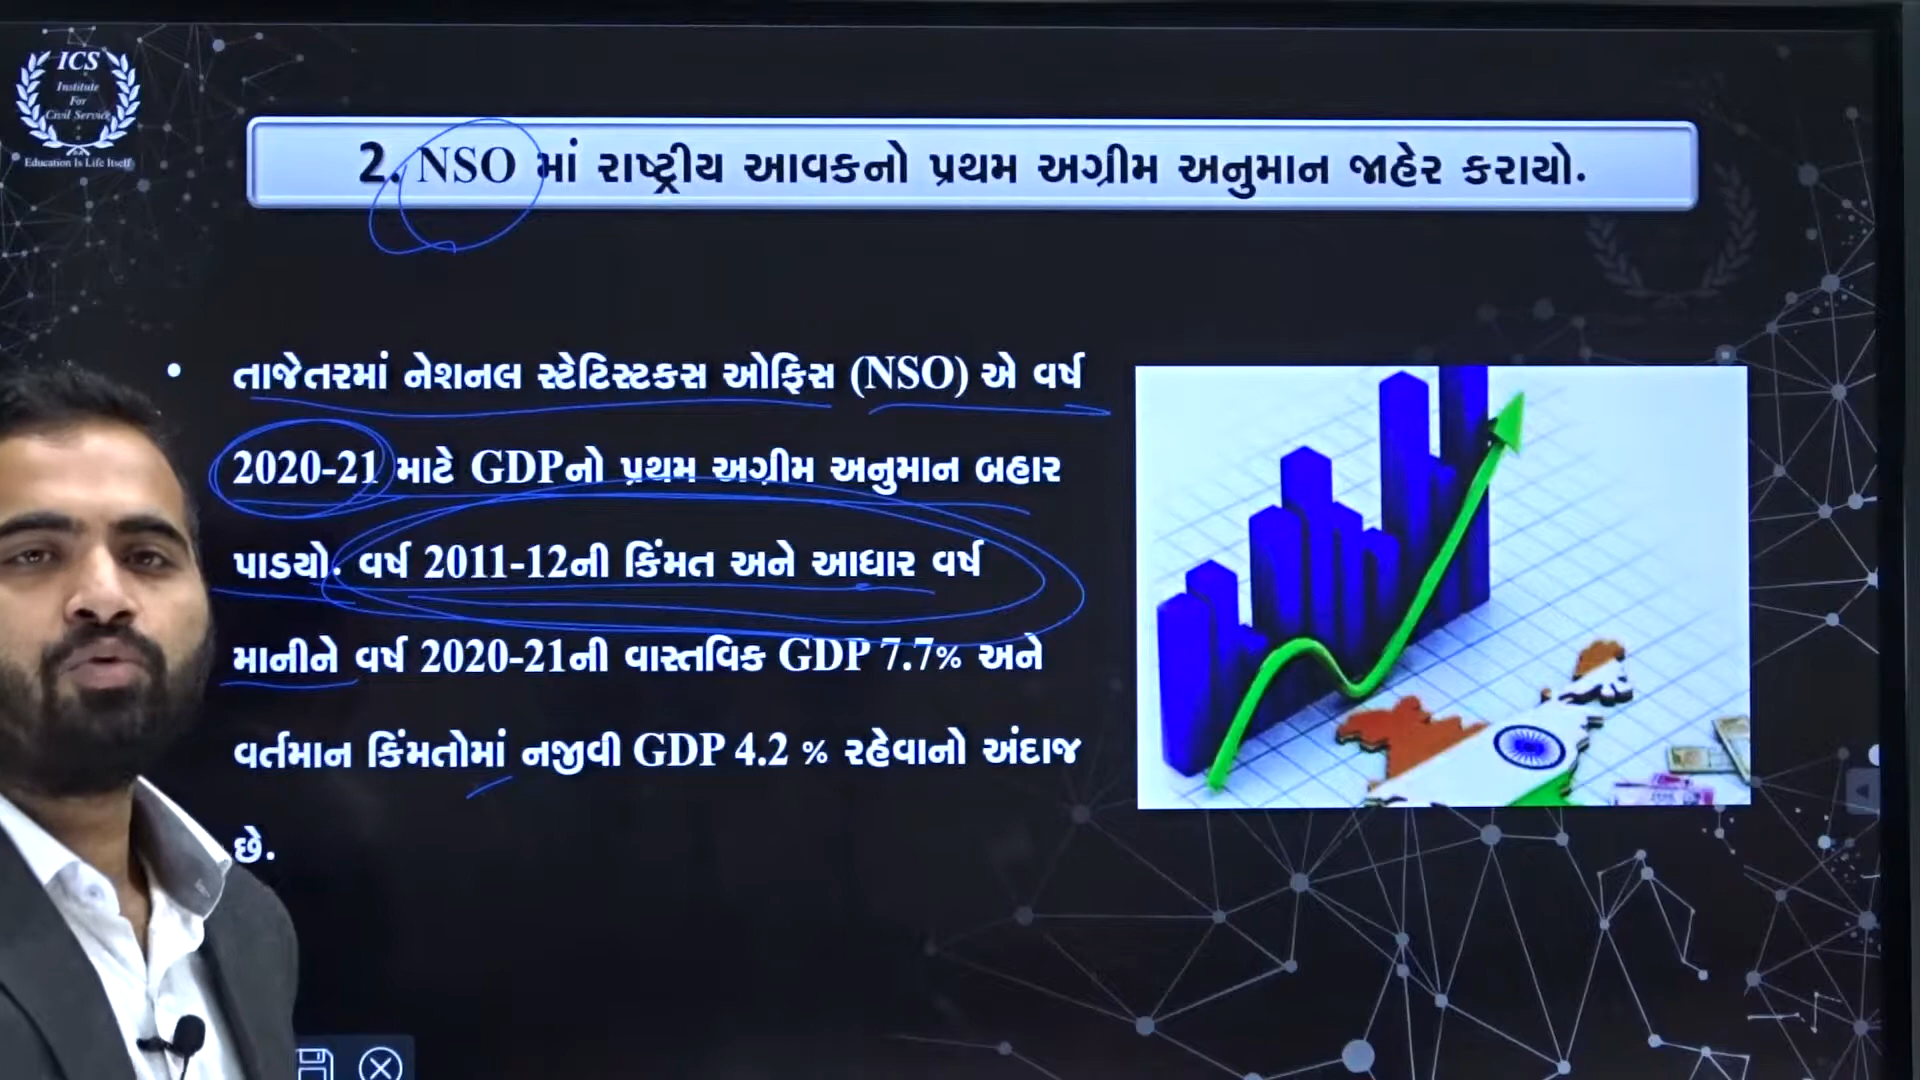 ICS
Institute
For
Civil Service
Education Is Life Itself
2. NSO માં રાષ્ટ્રીય આવકનો પ્રથમ અગ્રીમ અનુમાન જાહેર કરાયો.
• તાજેતરમાં નેશનલ સ્ટેટિસ્ટકસ ઓફિસ (NSO) એ વર્ષ
2020-21 માટે GDPનો પ્રથમ અગ્રીમ અનુમાન બહાર
પાડયો. વર્ષ 2011-12ની કિંમત અને આધાર વર્ષ
માનીને વર્ષ 2020-21ની વાસ્તવિક GDP 7.7% અને
વર્તમાન કિંમતોમાં નજીવી GDP 4.2 % રહેવાનો અંદાજ
છે.